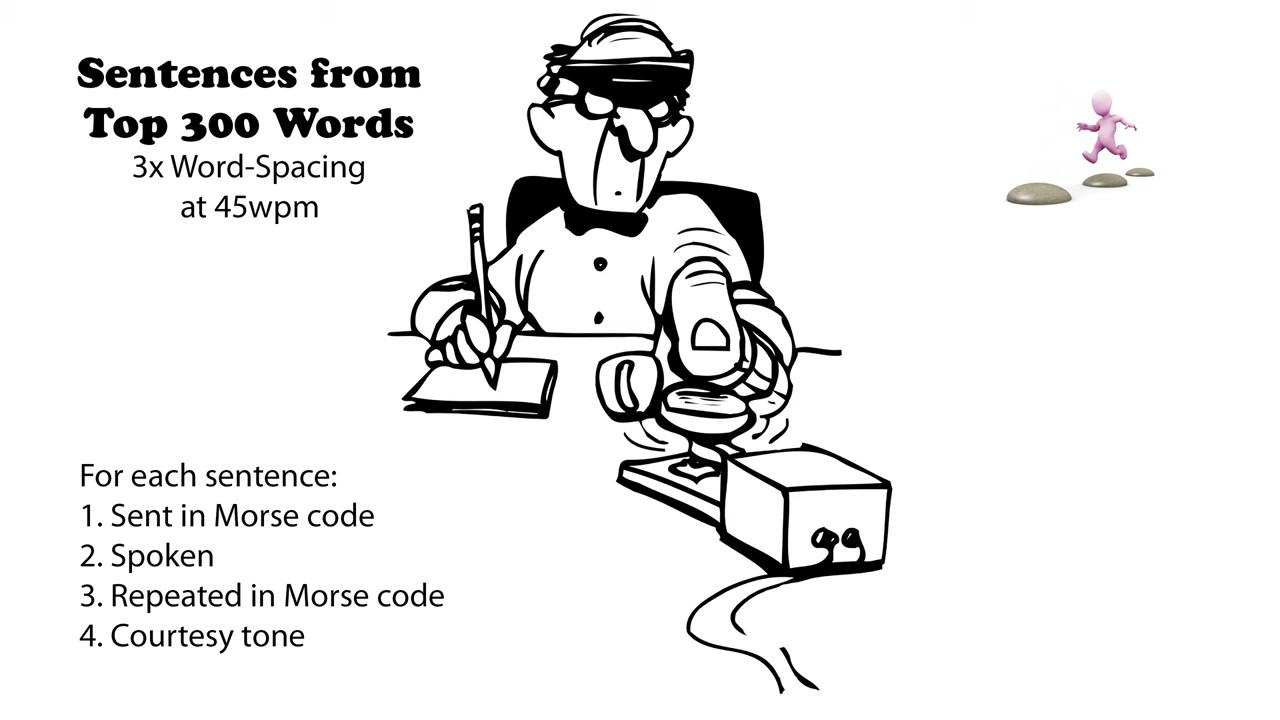 Sentences from
Top 300 Words
3x Word-Spacing
at 45wpm
For each sentence:
1. Sent in Morse code
2. Spoken
3. Repeated in Morse code
4. Courtesy tone